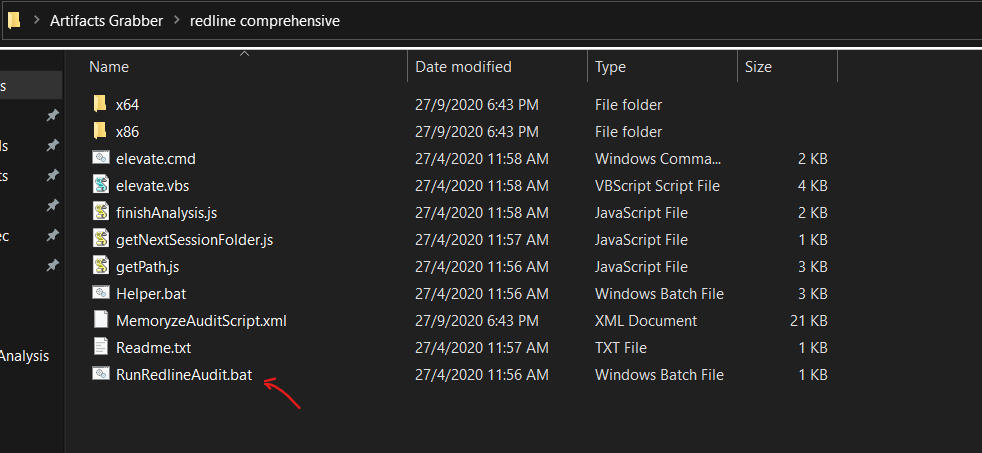 Artifacts Grabber > redline comprehensive
Name Date modified Type Size
s
x64 27/9/2020 6:43 PM File folder
x86 27/9/2020 6:43 PM File folder
ds elevate.cmd 27/4/2020 11:58 AM Windows Comma... 2 KB
ts elevate.vbs 27/4/2020 11:58 AM VBScript Script File 4 KB
finishAnalysis.js 27/4/2020 11:58 AM JavaScript File 2 KB
ec getNextSessionFolder.js 27/4/2020 11:57 AM JavaScript File 1 KB
getPath.js 27/4/2020 11:56 AM JavaScript File 3 KB
Helper.bat 27/4/2020 11:56 AM Windows Batch File 3 KB
MemoryzeAuditScript.xml 27/9/2020 6:43 PM XML Document 21 KB
Analysis Readme.txt 27/4/2020 11:57 AM TXT File 1 KB
RunRedlineAudit.bat 27/4/2020 11:56 AM Windows Batch File 1 KB